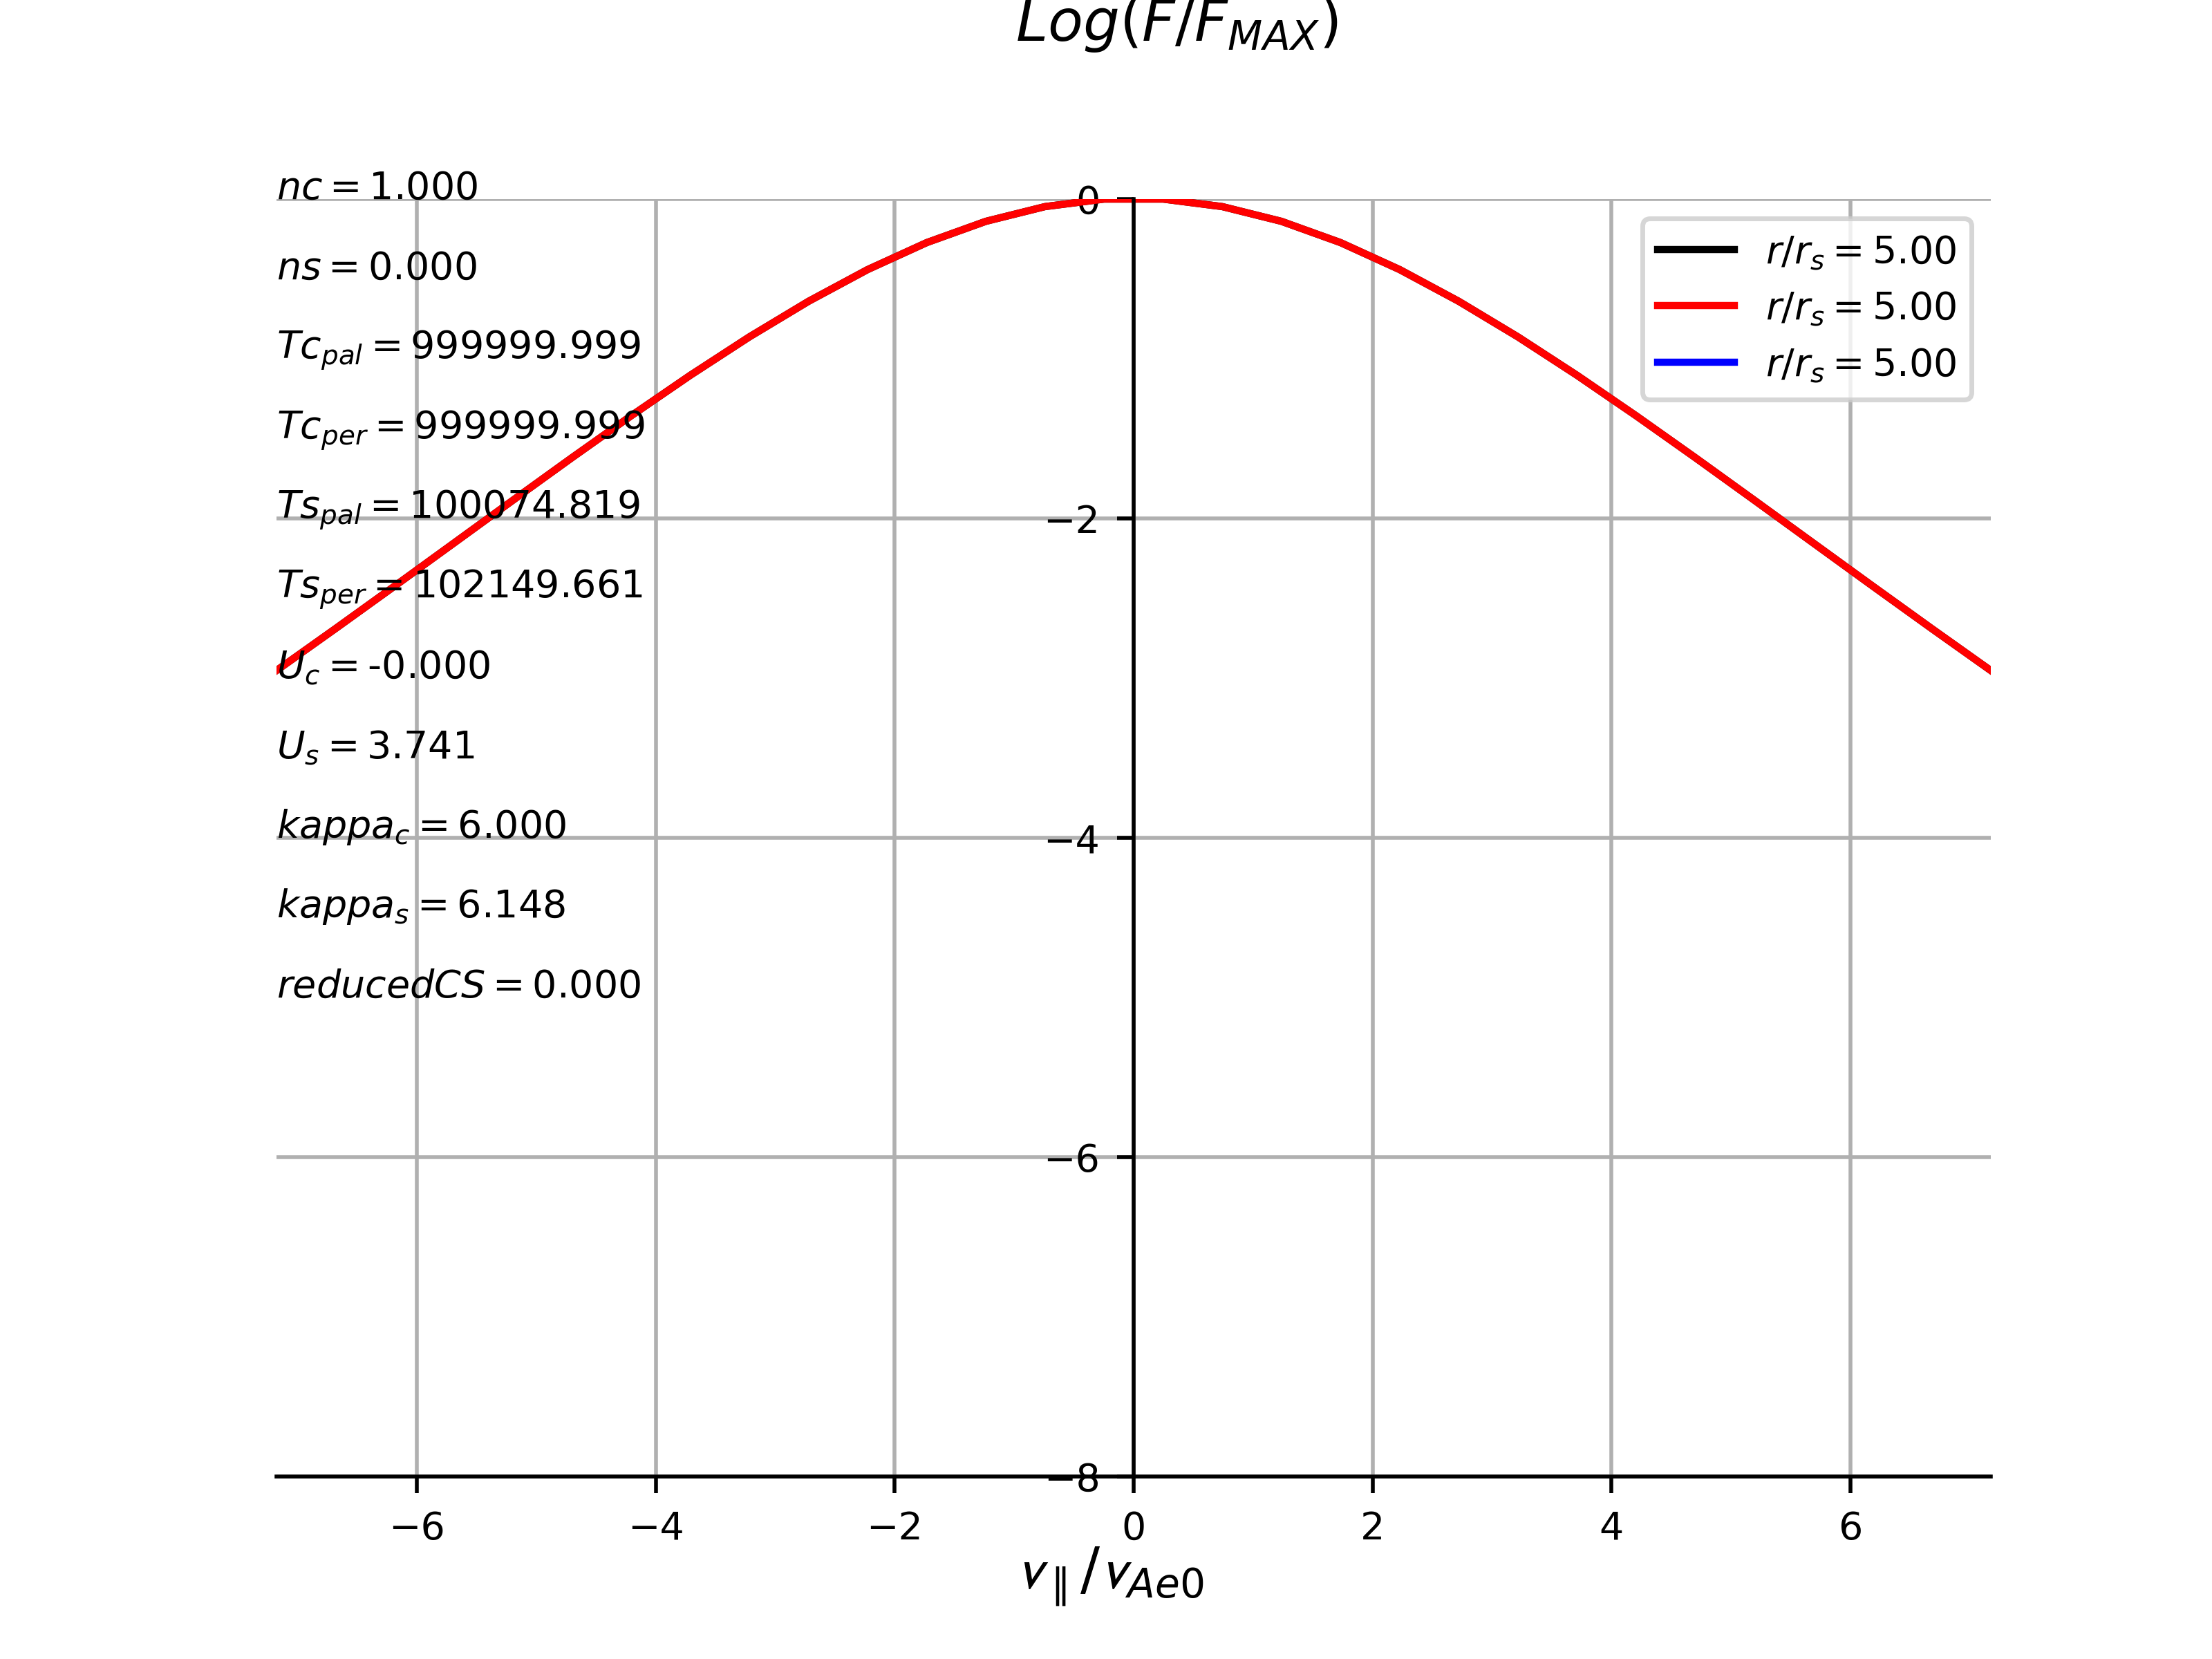 Log(F/F_MAX)
nc = 1.000
ns = 0.000
Tc_pal = 999999.999
Tc_per = 999999.999
Ts_pal = 100074.819
Ts_per = 102149.661
U_c = -0.000
U_s = 3.741
kappa_c = 6.000
kappa_s = 6.148
reducedCS = 0.000
r/r_s = 5.00
r/r_s = 5.00
r/r_s = 5.00
0
−2
−4
−6
−8
−6 −4 −2 0 2 4 6
v_∥/v_Ae0